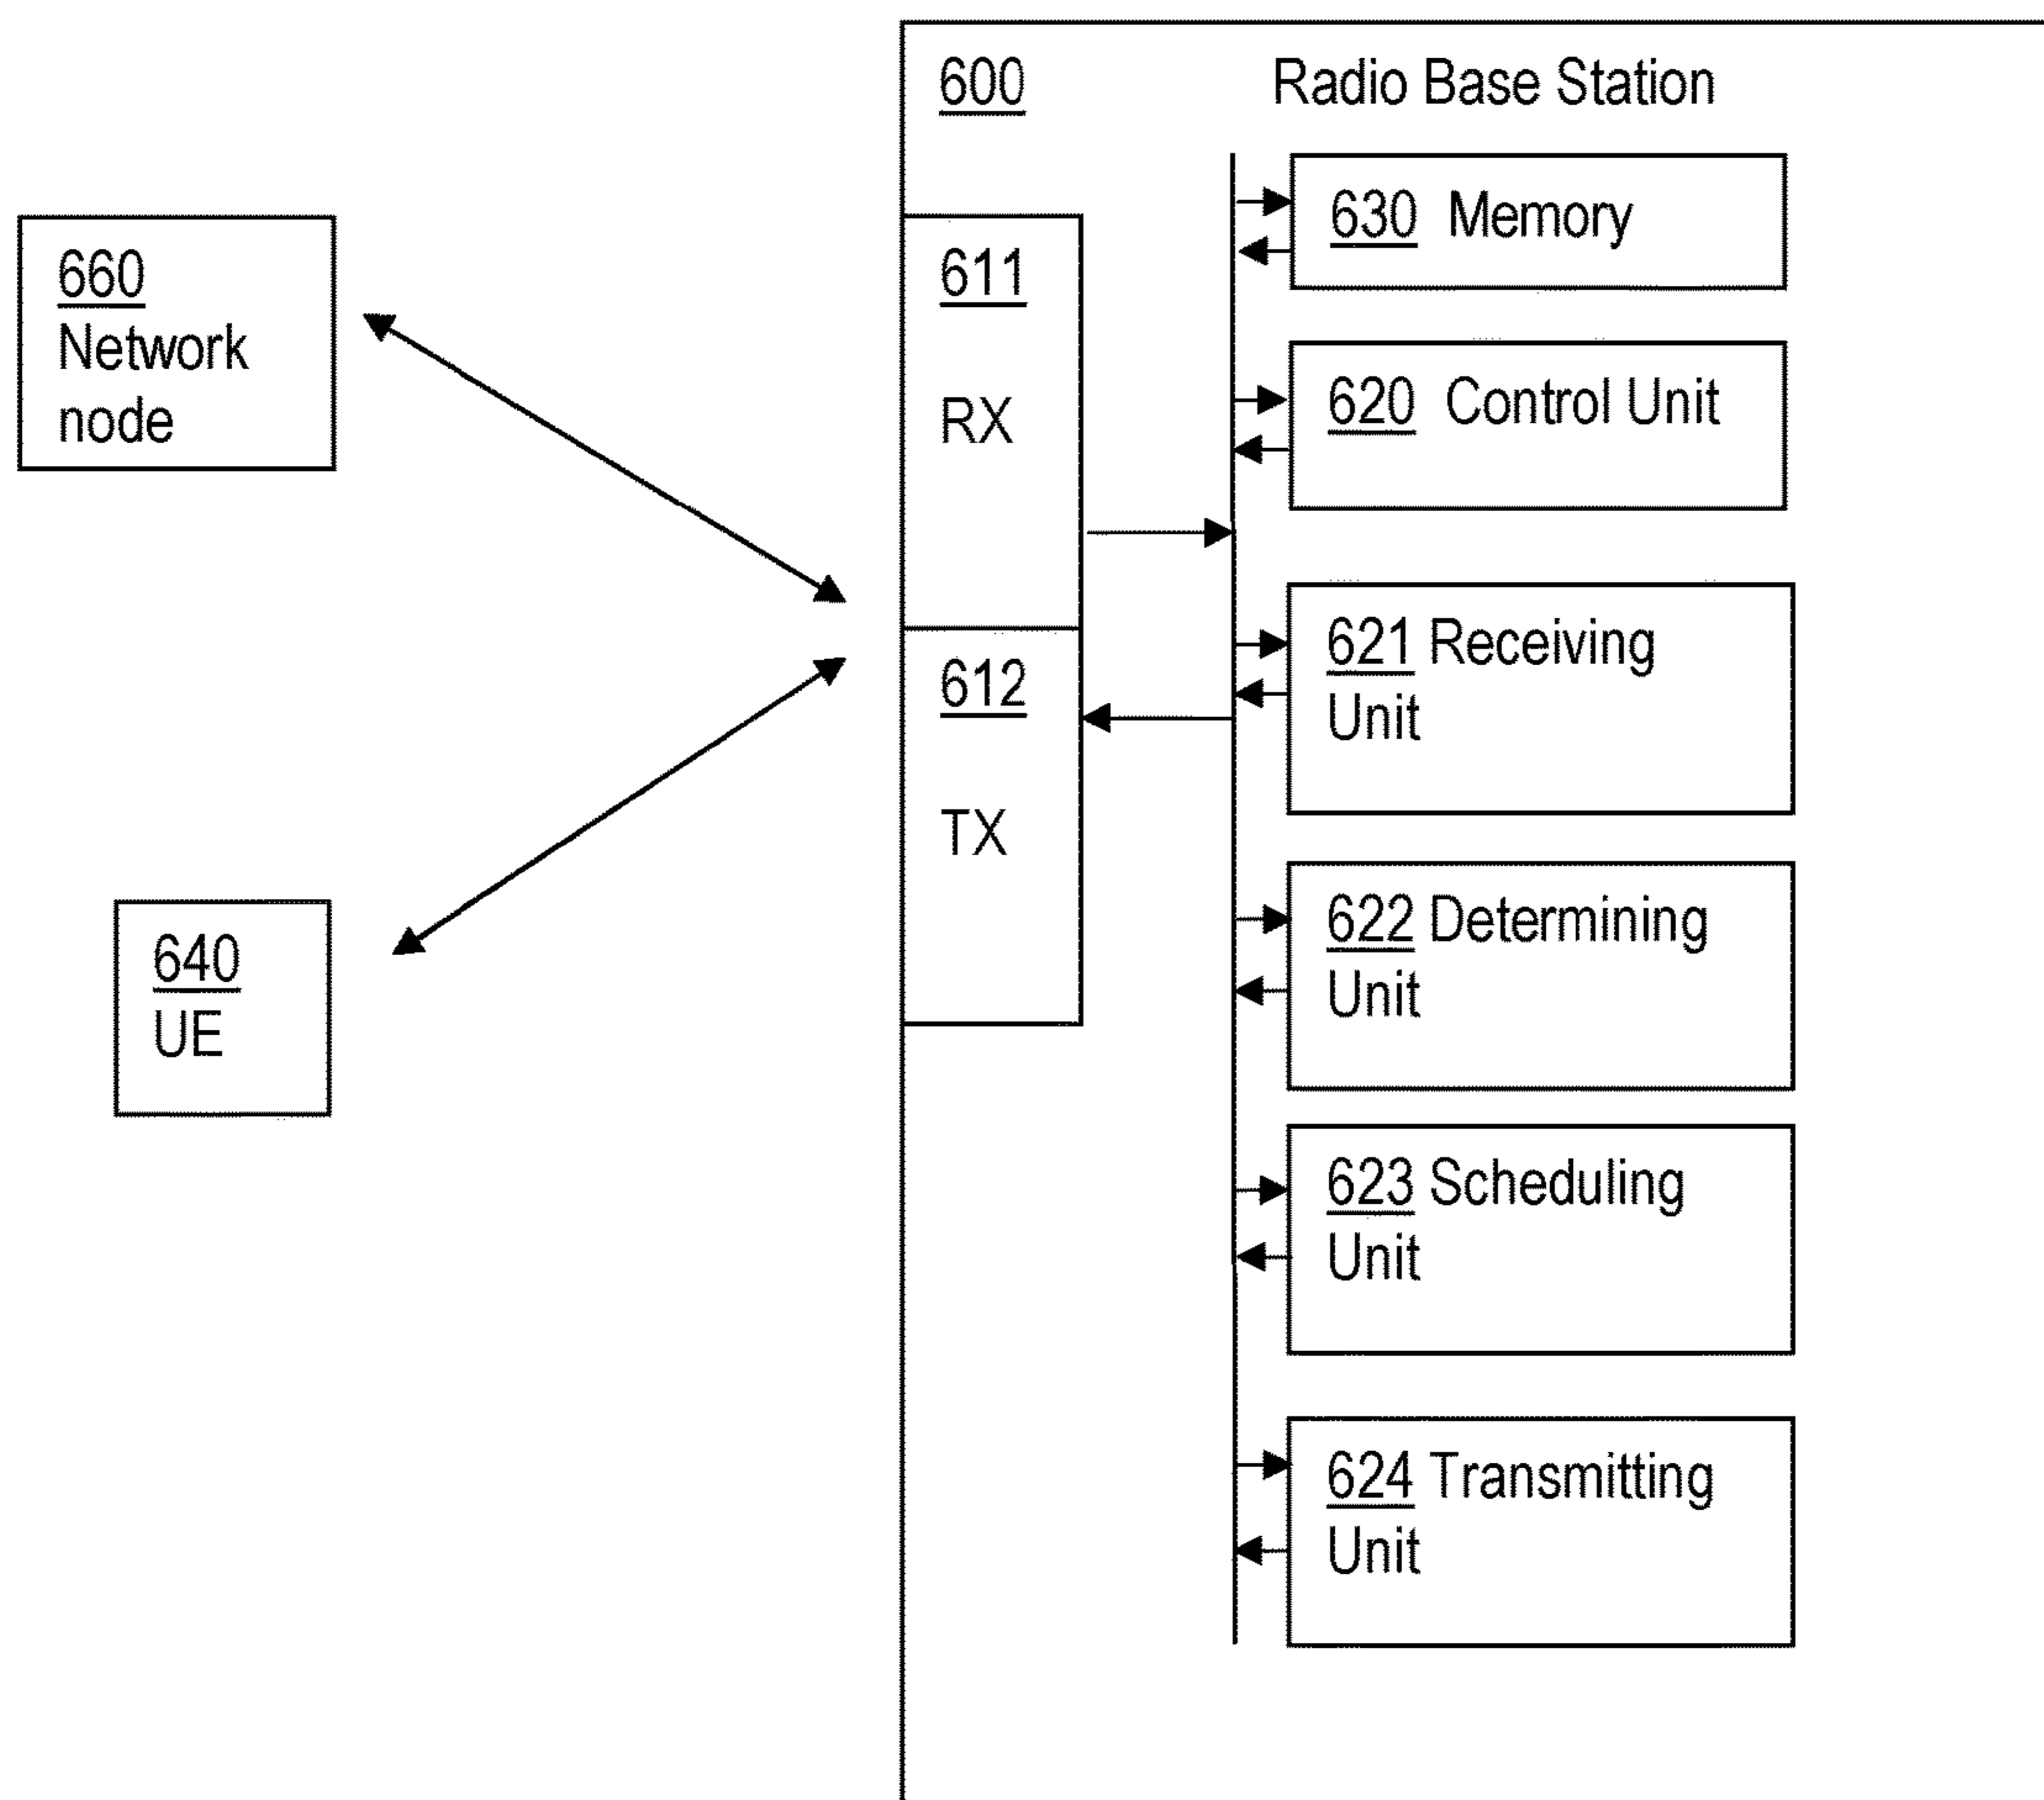 600 Radio Base Station
630 Memory
660
Network
node
611
RX
620 Control Unit
621 Receiving
Unit
612
TX
622 Determining
Unit
640
UE
623 Scheduling
Unit
624 Transmitting
Unit